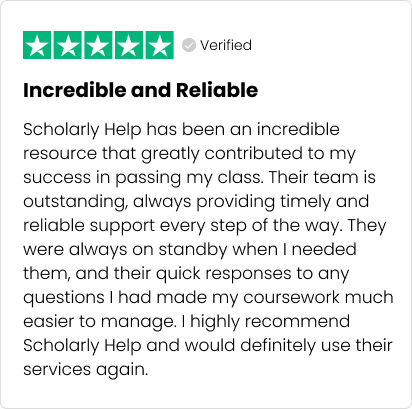 Verified
Incredible and Reliable
Scholarly Help has been an incredible
resource that greatly contributed to my
success in passing my class. Their team is
outstanding, always providing timely and
reliable support every step of the way. They
were always on standby when I needed
them, and their quick responses to any
questions I had made my coursework much
easier to manage. I highly recommend
Scholarly Help and would definitely use their
services again.